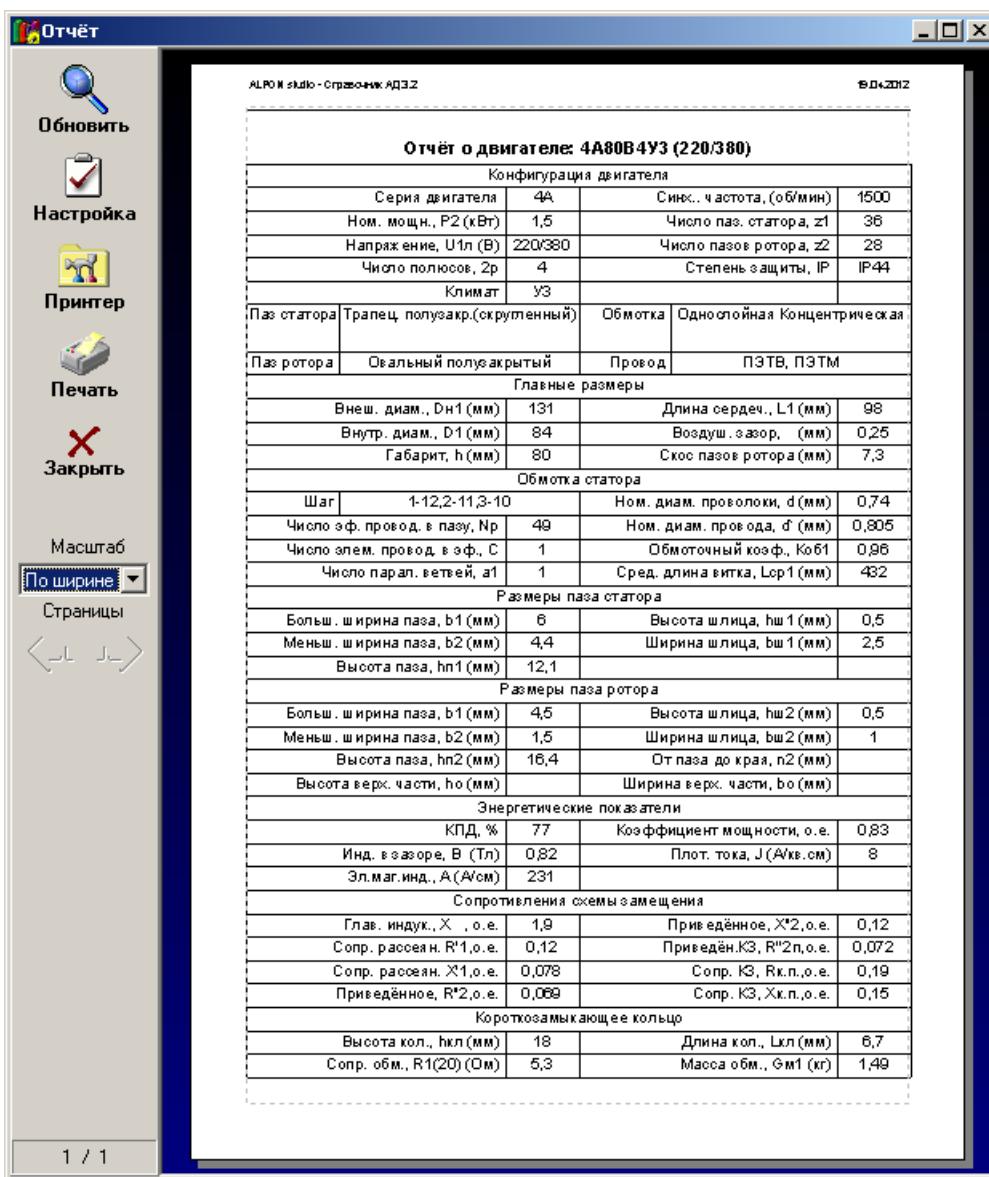 Отчёт
Обновить
Настройка
Принтер
Печать
Закрыть
Масштаб
По ширине
Страницы
1 / 1
ALPON studio - Справочник АД 3.2 19.04.2012
Отчёт о двигателе: 4А80В4У3 (220/380)
Конфигурация двигателя
Серия двигателя 4А Синх.. частота, (об/мин) 1500
Ном. мощн., Р2 (кВт) 1,5 Число паз. статора, z1 36
Напряжение, U1л (В) 220/380 Число пазов ротора, z2 28
Число полюсов, 2р 4 Степень защиты, IP IP44
Климат У3
Паз статора Трапец. полузакр.(скругленный) Обмотка Однослойная Концентрическая
Паз ротора Овальный полузакрытый Провод ПЭТВ, ПЭТМ
Главные размеры
Внеш. диам., Dн1 (мм) 131 Длина сердеч., L1 (мм) 98
Внутр. диам., D1 (мм) 84 Воздуш. зазор, (мм) 0,25
Габарит, h (мм) 80 Скос пазов ротора (мм) 7,3
Обмотка статора
Шаг 1-12,2-11,3-10 Ном. диам. проволоки, d (мм) 0,74
Число эф. провод. в пазу, Np 49 Ном. диам. провода, d' (мм) 0,805
Число элем. провод. в эф., С 1 Обмоточный коэф., Коб1 0,96
Число парал. ветвей, а1 1 Сред. длина витка, Lср1 (мм) 432
Размеры паза статора
Больш. ширина паза, b1 (мм) 6 Высота шлица, hш1 (мм) 0,5
Меньш. ширина паза, b2 (мм) 4,4 Ширина шлица, bш1 (мм) 2,5
Высота паза, hп1 (мм) 12,1
Размеры паза ротора
Больш. ширина паза, b1 (мм) 4,5 Высота шлица, hш2 (мм) 0,5
Меньш. ширина паза, b2 (мм) 1,5 Ширина шлица, bш2 (мм) 1
Высота паза, hп2 (мм) 16,4 От паза до края, n2 (мм)
Высота верх. части, ho (мм) Ширина верх. части, bo (мм)
Энергетические показатели
КПД, % 77 Коэффициент мощности, о.е. 0,83
Инд. в зазоре, В (Тл) 0,82 Плот. тока, J (А/кв.см) 8
Эл.маг.инд., А (А/см) 231
Сопротивления схемы замещения
Глав. индук., X , о.е. 1,9 Приведённое, X"2,о.е. 0,12
Сопр. рассеян. R'1,о.е. 0,12 Приведён.КЗ, R"2п,о.е. 0,072
Сопр. рассеян. X'1,о.е. 0,078 Сопр. КЗ, Rк.п.,о.е. 0,19
Приведённое, R"2,о.е. 0,069 Сопр. КЗ, Xк.п.,о.е. 0,15
Короткозамыкающее кольцо
Высота кол., hкл (мм) 18 Длина кол., Lкл (мм) 6,7
Сопр. обм., R1(20) (Ом) 5,3 Масса обм., Gм1 (кг) 1,49